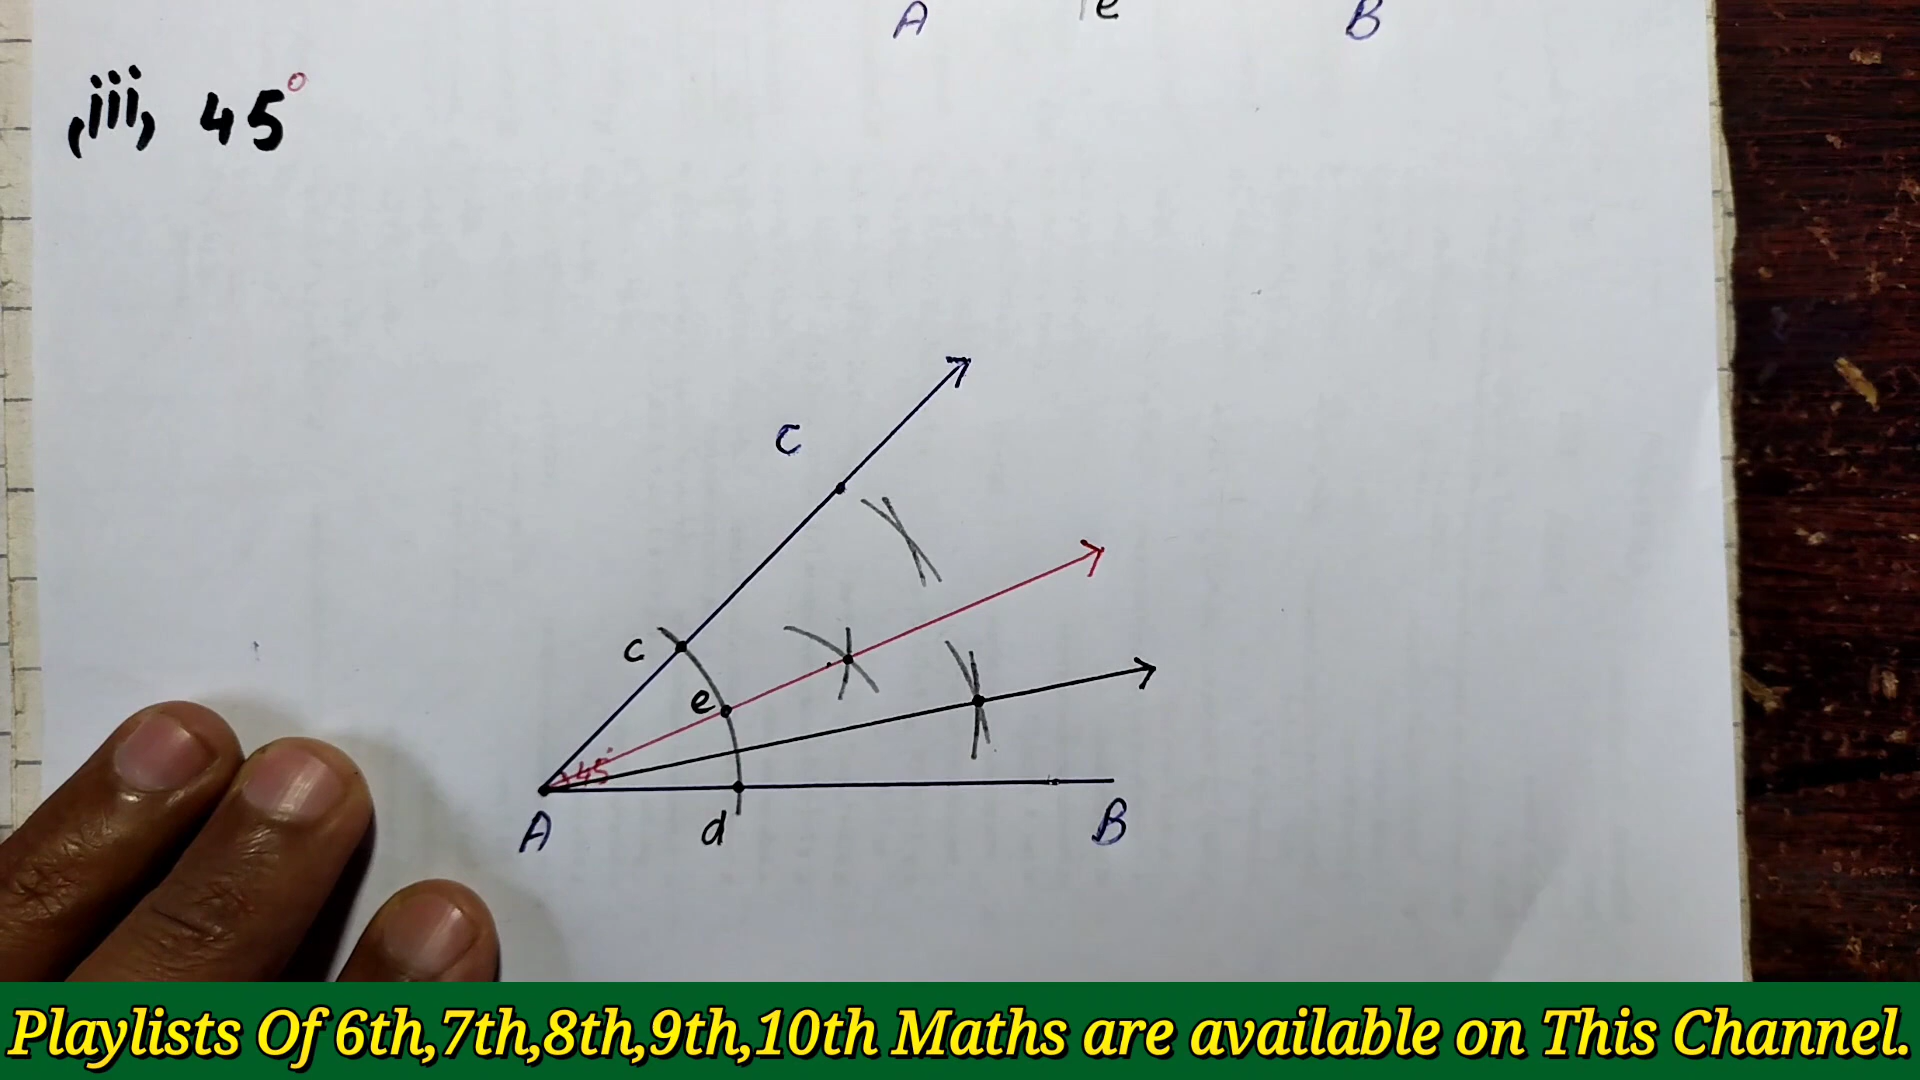 A e B
(iii) 45°
C
c
e
45°
A d B
Playlists Of 6th,7th,8th,9th,10th Maths are available on This Channel.